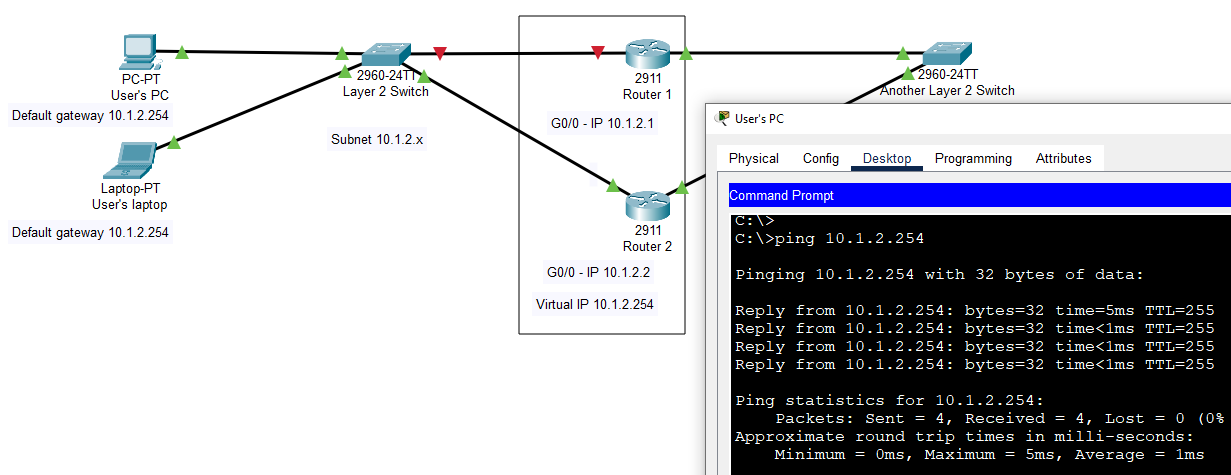 PC-PT
User's PC
Default gateway 10.1.2.254
Laptop-PT
User's laptop
Default gateway 10.1.2.254
2960-24TT
Layer 2 Switch
Subnet 10.1.2.x
2911
Router 1
G0/0 - IP 10.1.2.1
2911
Router 2
G0/0 - IP 10.1.2.2
Virtual IP 10.1.2.254
2960-24TT
Another Layer 2 Switch
User's PC
Physical Config Desktop Programming Attributes
Command Prompt
C:\>
C:\>ping 10.1.2.254
Pinging 10.1.2.254 with 32 bytes of data:
Reply from 10.1.2.254: bytes=32 time=5ms TTL=255
Reply from 10.1.2.254: bytes=32 time<1ms TTL=255
Reply from 10.1.2.254: bytes=32 time<1ms TTL=255
Reply from 10.1.2.254: bytes=32 time<1ms TTL=255
Ping statistics for 10.1.2.254:
Packets: Sent = 4, Received = 4, Lost = 0 (0%
Approximate round trip times in milli-seconds:
Minimum = 0ms, Maximum = 5ms, Average = 1ms